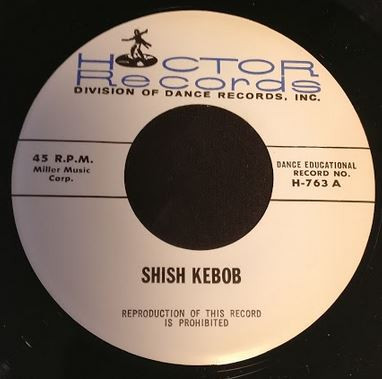 HOCTOR
Records
DIVISION OF DANCE RECORDS, INC.
45 R.P.M.
Miller Music
Corp.
DANCE EDUCATIONAL
RECORD NO.
H-763 A
SHISH KEBOB
REPRODUCTION OF THIS RECORD
IS PROHIBITED